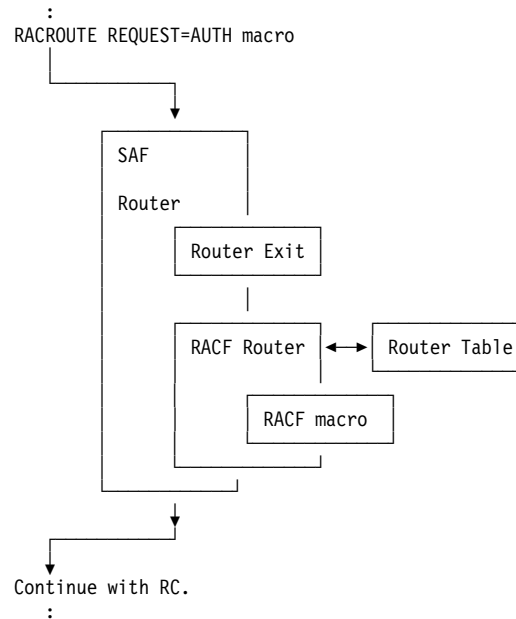 :
RACROUTE REQUEST=AUTH macro
SAF
Router
Router Exit
RACF Router
Router Table
RACF macro
Continue with RC.
: